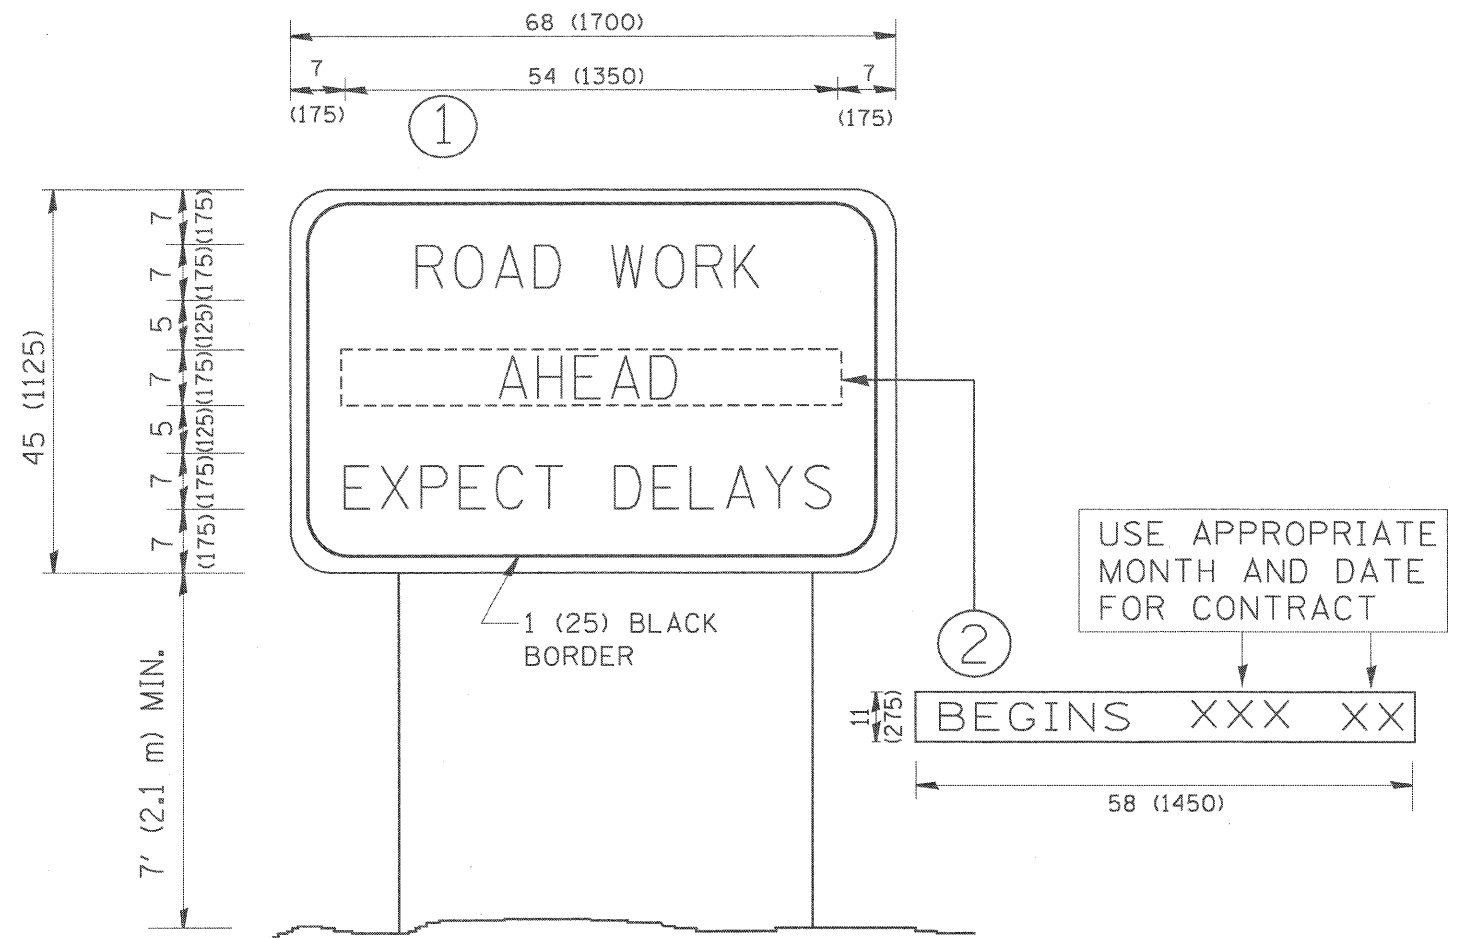 68 (1700)
7
54 (1350)
7
(175)
(175)
1
7
(175)
7
(175)
5
(125)
7
(175)
5
(125)
7
(175)
7
(175)
45 (1125)
ROAD WORK
AHEAD
EXPECT DELAYS
1 (25) BLACK
BORDER
7' (2.1 m) MIN.
2
USE APPROPRIATE
MONTH AND DATE
FOR CONTRACT
11
(275)
BEGINS XXX XX
58 (1450)